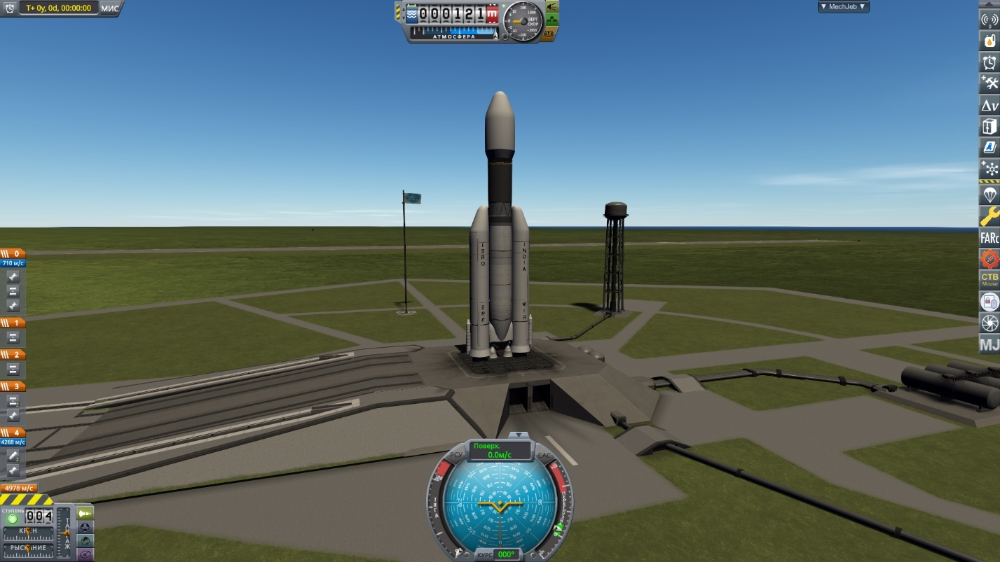 T+ 0y, 0d, 00:00:00 МИС
000121 m
АТМОСФЕРА
ВЕРТ
СКОР
▼ MechJeb ▼
Δv
FARc
CTB
Mouse
MJ
ISRO
INDIA
0
710 м/с
1
2
3
4
4268 м/с
4978 м/с
СТУПЕНЬ
004
КРЕН
РЫСКАНИЕ
ТАНГАЖ
РСУ
Поверх.
0.0м/с
САС
ТЯГА
ПЕРЕГРУЗКА
КУРС 000°